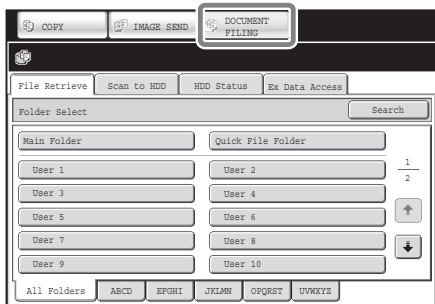 COPY IMAGE SEND DOCUMENT FILING
File Retrieve Scan to HDD HDD Status Ex Data Access
Folder Select Search
Main Folder Quick File Folder
User 1 User 2
1
2
User 3 User 4
User 5 User 6
User 7 User 8
User 9 User 10
All Folders ABCD EFGHI JKLMN OPQRST UVWXYZ